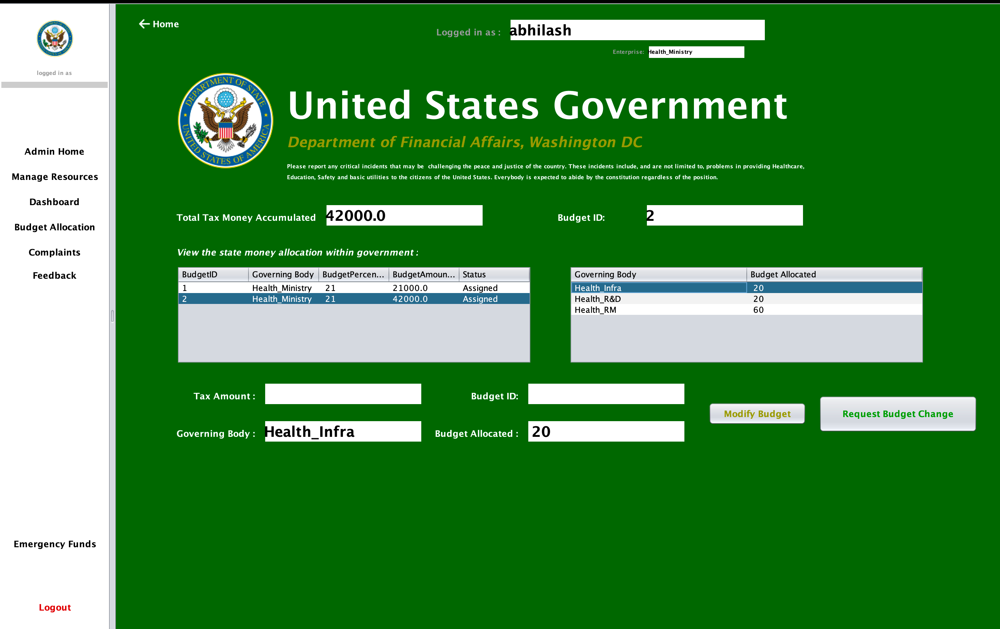 ← Home
Logged in as : abhilash
Enterprise: Health_Ministry
DEPARTMENT OF STATE
UNITED STATES OF AMERICA
logged in as
Admin Home
Manage Resources
Dashboard
Budget Allocation
Complaints
Feedback
Emergency Funds
Logout
DEPARTMENT OF STATE
UNITED STATES OF AMERICA
United States Government
Department of Financial Affairs, Washington DC
Please report any critical incidents that may be  challenging the peace and justice of the country. These incidents include, and are not limited to, problems in providing Healthcare,
Education, Safety and basic utilities to the citizens of the United States. Everybody is expected to abide by the constitution regardless of the position.
Total Tax Money Accumulated 42000.0 Budget ID: 2
View the state money allocation within government :
BudgetID Governing Body BudgetPercen... BudgetAmoun... Status
1 Health_Ministry 21 21000.0 Assigned
2 Health_Ministry 21 42000.0 Assigned
Governing Body Budget Allocated
Health_Infra 20
Health_R&D 20
Health_RM 60
Tax Amount : Budget ID:
Governing Body : Health_Infra Budget Allocated : 20
Modify Budget Request Budget Change